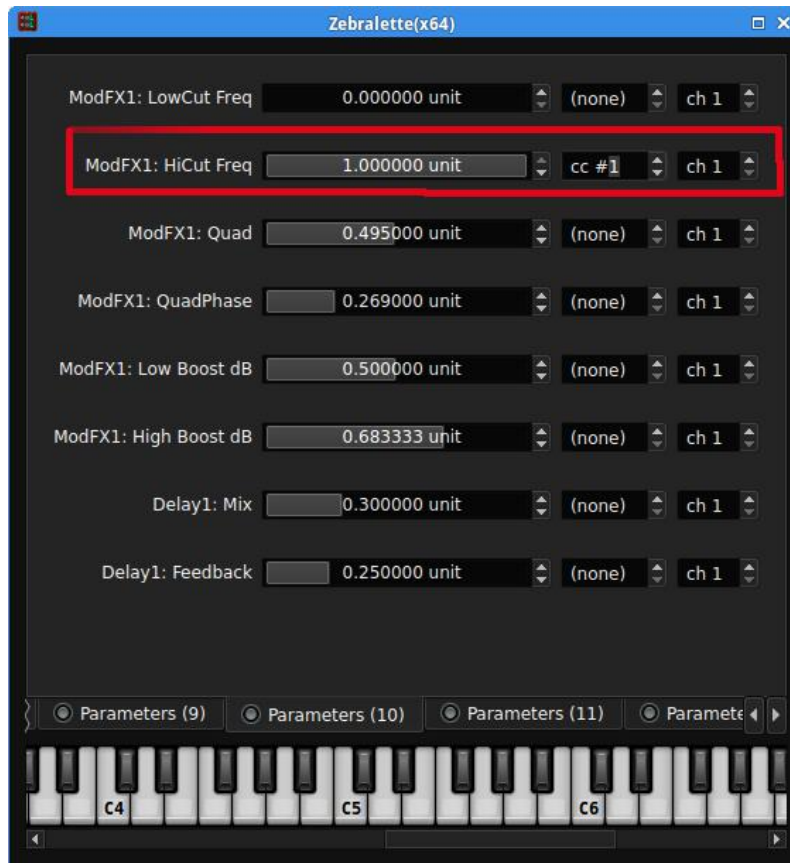 Zebralette(x64)
ModFX1: LowCut Freq 0.000000 unit (none) ch 1
ModFX1: HiCut Freq 1.000000 unit cc #1 ch 1
ModFX1: Quad 0.495000 unit (none) ch 1
ModFX1: QuadPhase 0.269000 unit (none) ch 1
ModFX1: Low Boost dB 0.500000 unit (none) ch 1
ModFX1: High Boost dB 0.683333 unit (none) ch 1
Delay1: Mix 0.300000 unit (none) ch 1
Delay1: Feedback 0.250000 unit (none) ch 1
Parameters (9) Parameters (10) Parameters (11) Paramete
C4 C5 C6